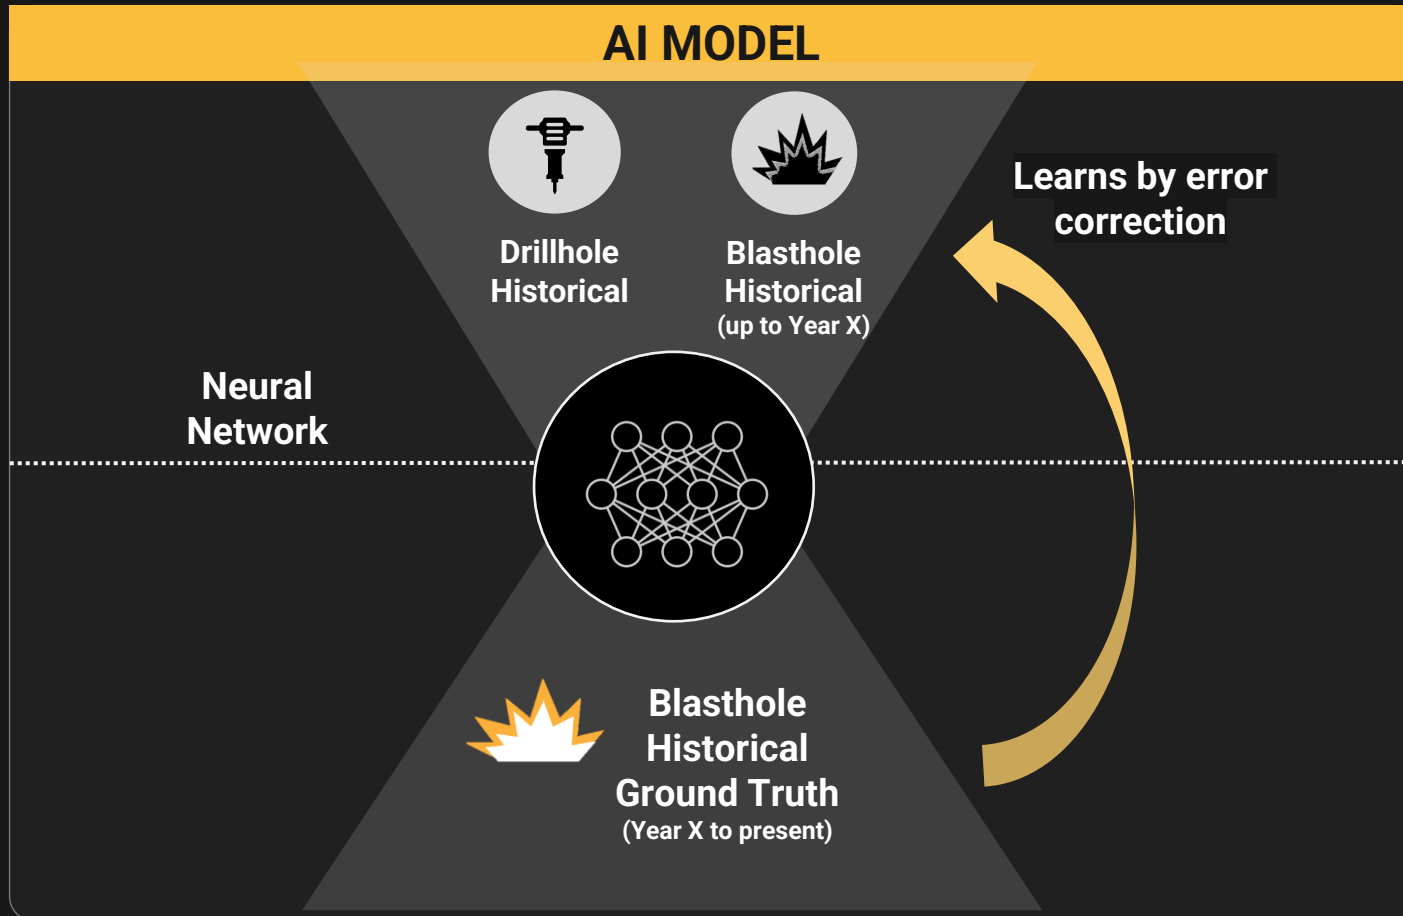 AI MODEL
Drillhole
Historical
Blasthole
Historical
(up to Year X)
Learns by error
correction
Neural
Network
Blasthole
Historical
Ground Truth
(Year X to present)